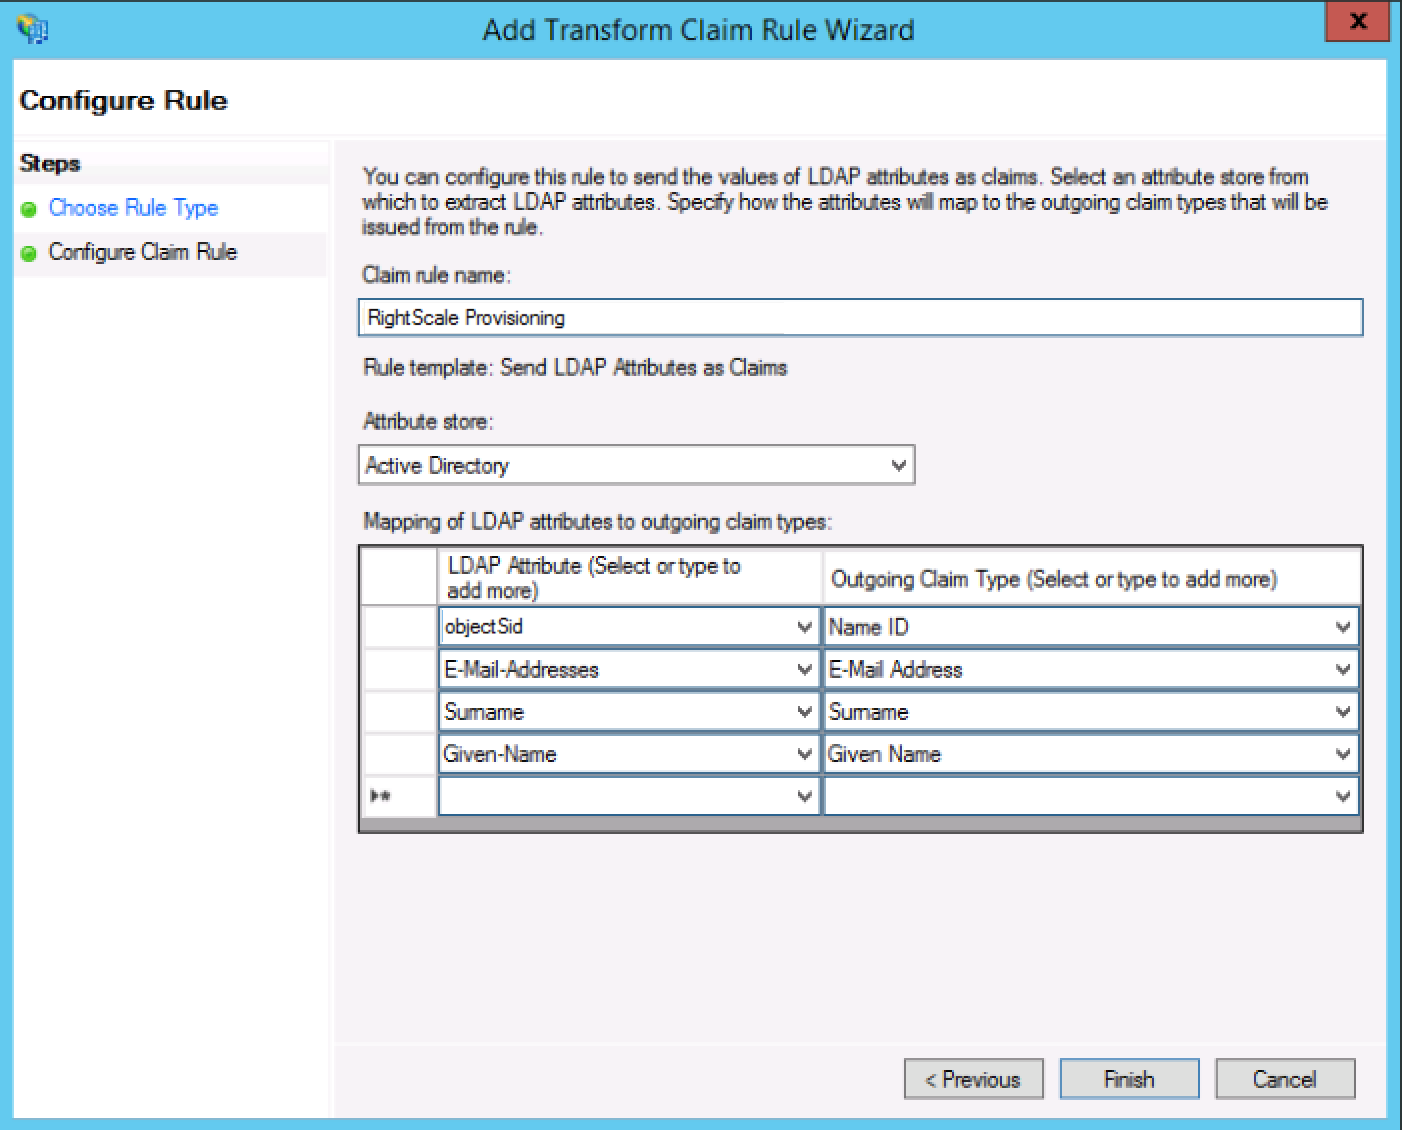 Add Transform Claim Rule Wizard
x
Configure Rule
Steps
Choose Rule Type
Configure Claim Rule
You can configure this rule to send the values of LDAP attributes as claims. Select an attribute store from
which to extract LDAP attributes. Specify how the attributes will map to the outgoing claim types that will be
issued from the rule.
Claim rule name:
RightScale Provisioning
Rule template: Send LDAP Attributes as Claims
Attribute store:
Active Directory
Mapping of LDAP attributes to outgoing claim types:
LDAP Attribute (Select or type to
add more)
Outgoing Claim Type (Select or type to add more)
objectSid
Name ID
E-Mail-Addresses
E-Mail Address
Surname
Surname
Given-Name
Given Name
< Previous
Finish
Cancel